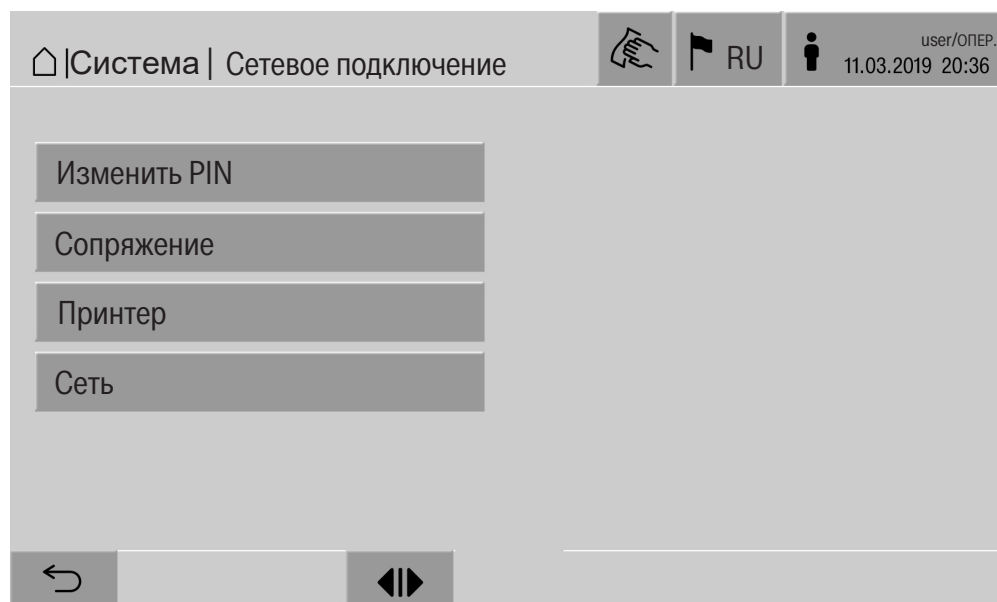 |Система| Сетевое подключение
RU
user/ОПЕР.
11.03.2019 20:36
Изменить PIN
Сопряжение
Принтер
Сеть